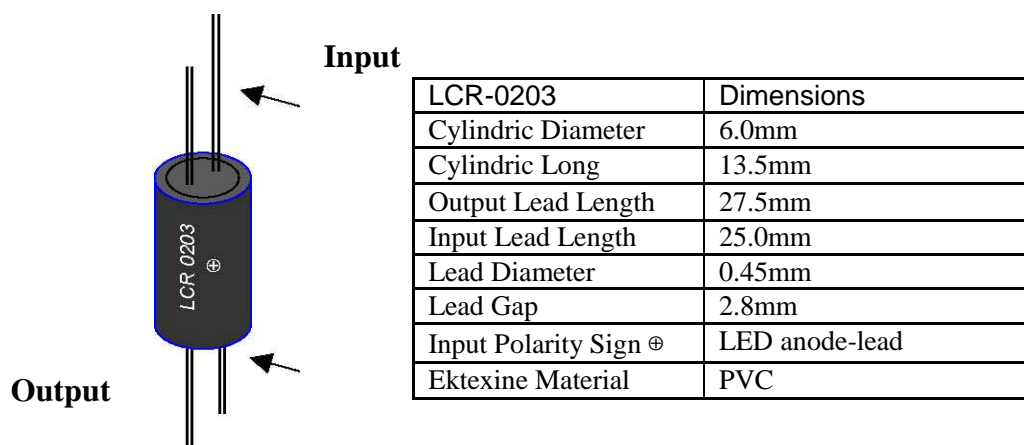 Input
LCR-0203 Dimensions
Cylindric Diameter 6.0mm
Cylindric Long 13.5mm
Output Lead Length 27.5mm
Input Lead Length 25.0mm
Lead Diameter 0.45mm
Lead Gap 2.8mm
Input Polarity Sign ⊕ LED anode-lead
Ektexine Material PVC
LCR 0203
⊕
Output